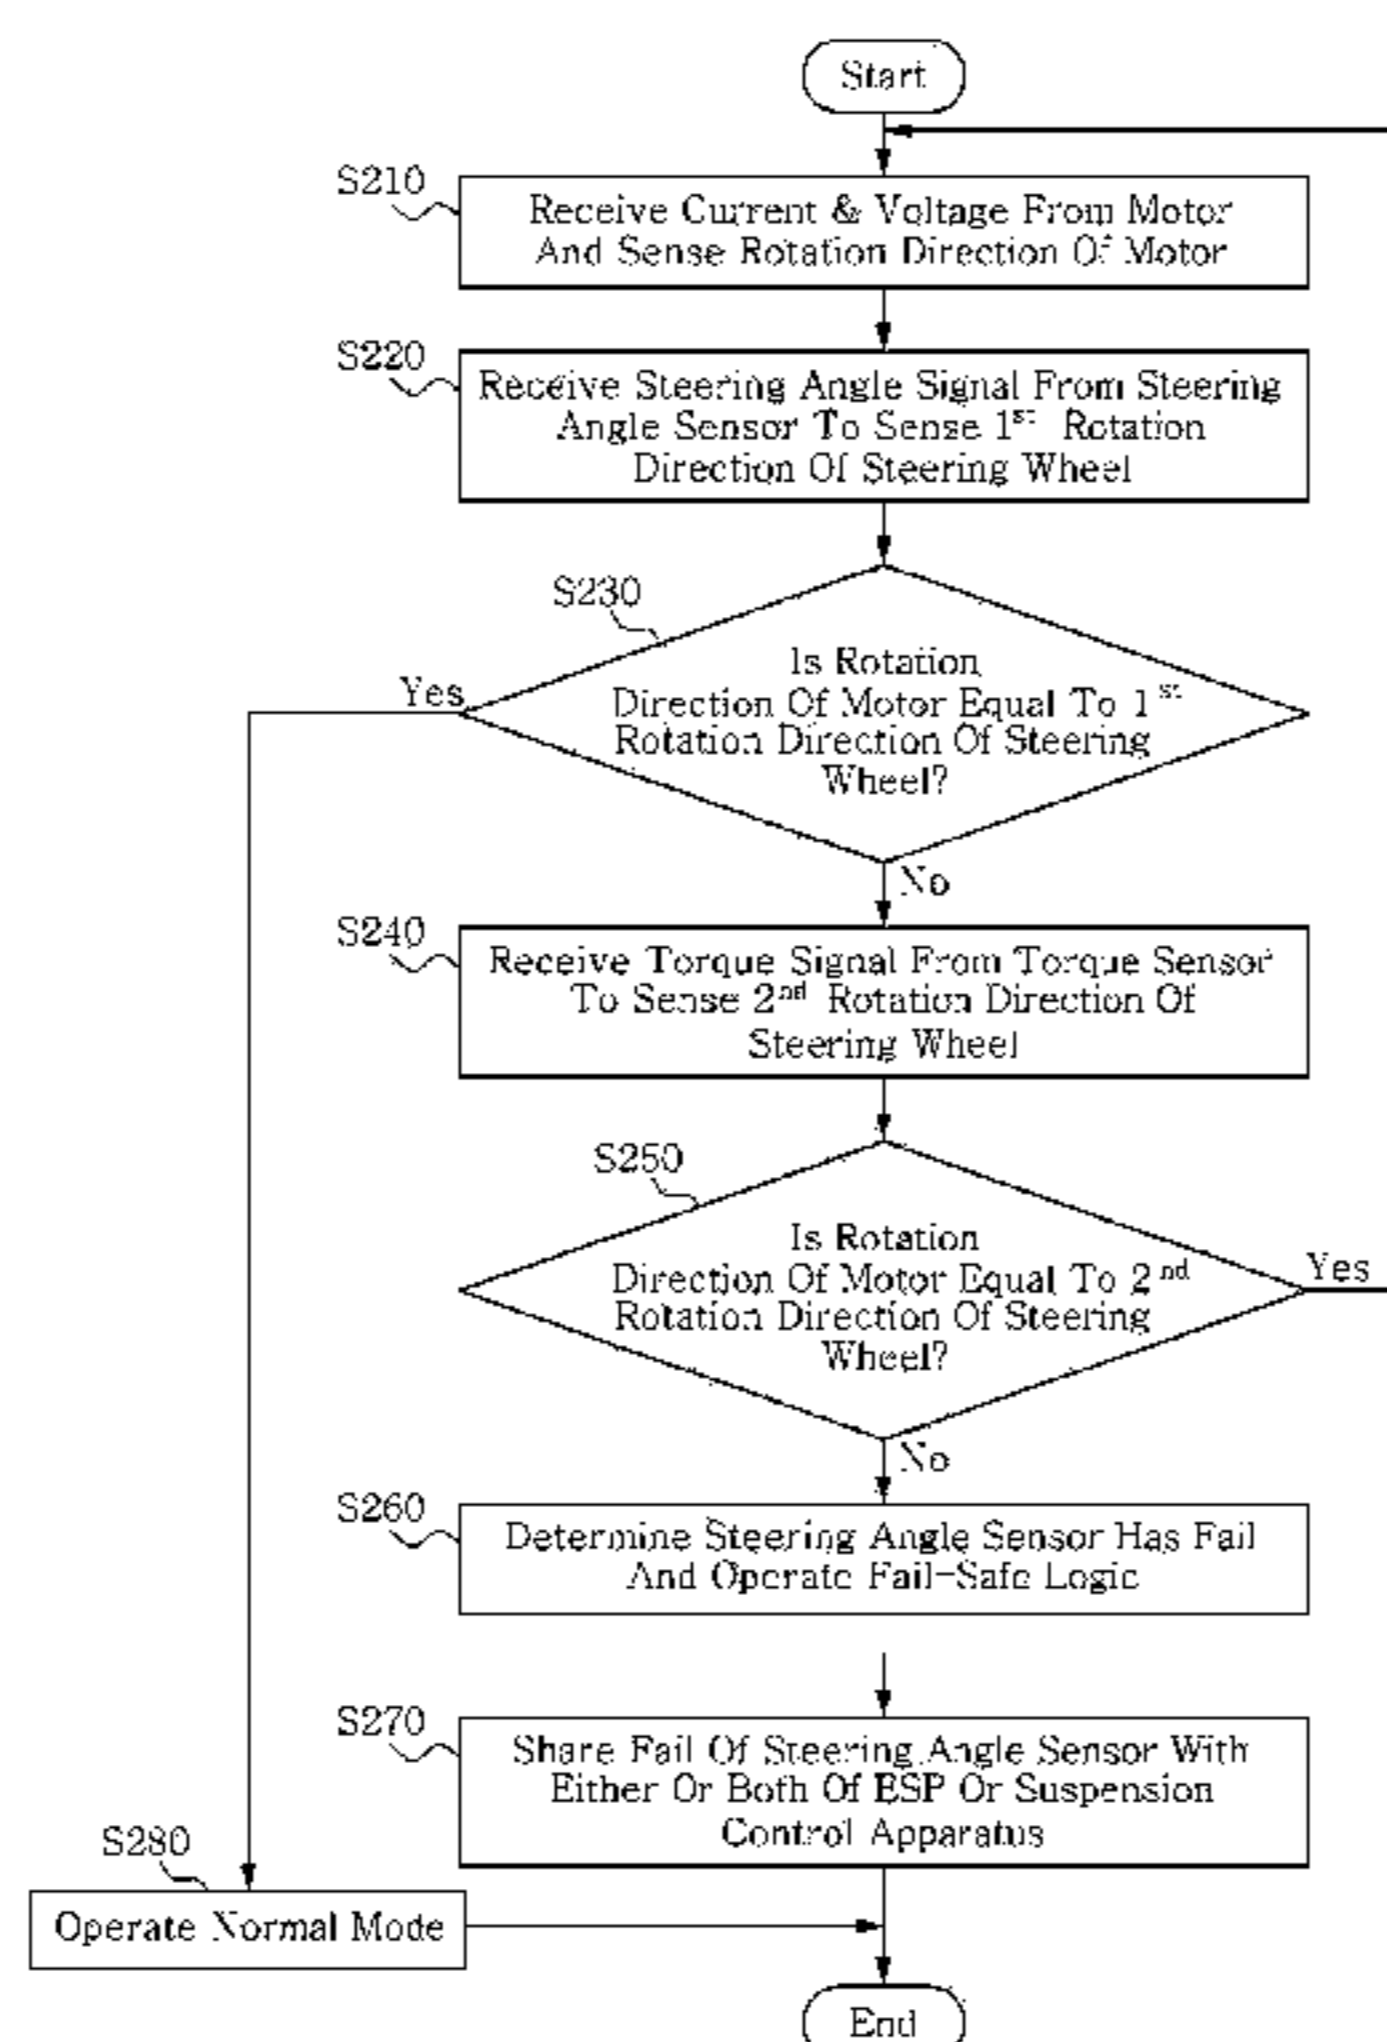 Start
S210
Receive Current & Voltage From Motor
And Sense Rotation Direction Of Motor
S220
Receive Steering Angle Signal From Steering
Angle Sensor To Sense 1st Rotation
Direction Of Steering Wheel
S230
Is Rotation
Direction Of Motor Equal To 1st
Rotation Direction Of Steering
Wheel?
Yes
No
S240
Receive Torque Signal From Torque Sensor
To Sense 2nd Rotation Direction Of
Steering Wheel
S250
Is Rotation
Direction Of Motor Equal To 2nd
Rotation Direction Of Steering
Wheel?
Yes
No
S260
Determine Steering Angle Sensor Has Fail
And Operate Fail-Safe Logic
S270
Share Fail Of Steering Angle Sensor With
Either Or Both Of ESP Or Suspension
Control Apparatus
S280
Operate Normal Mode
End